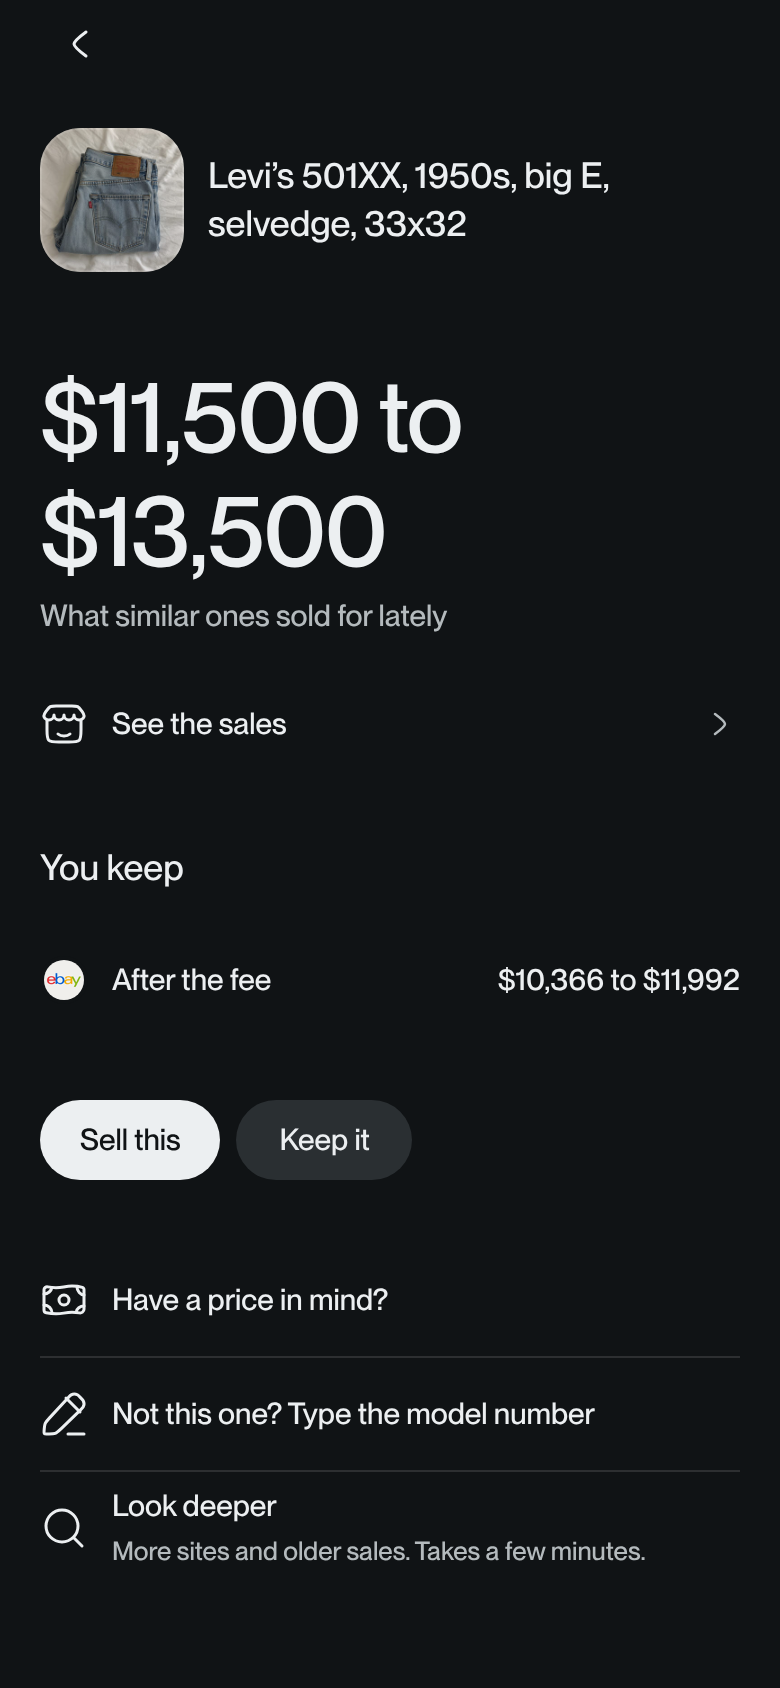 Levi’s 501XX, 1950s, big E,
selvedge, 33x32
$11,500 to
$13,500
What similar ones sold for lately
See the sales
You keep
ebay After the fee $10,366 to $11,992
Sell this Keep it
Have a price in mind?
Not this one? Type the model number
Look deeper
More sites and older sales. Takes a few minutes.